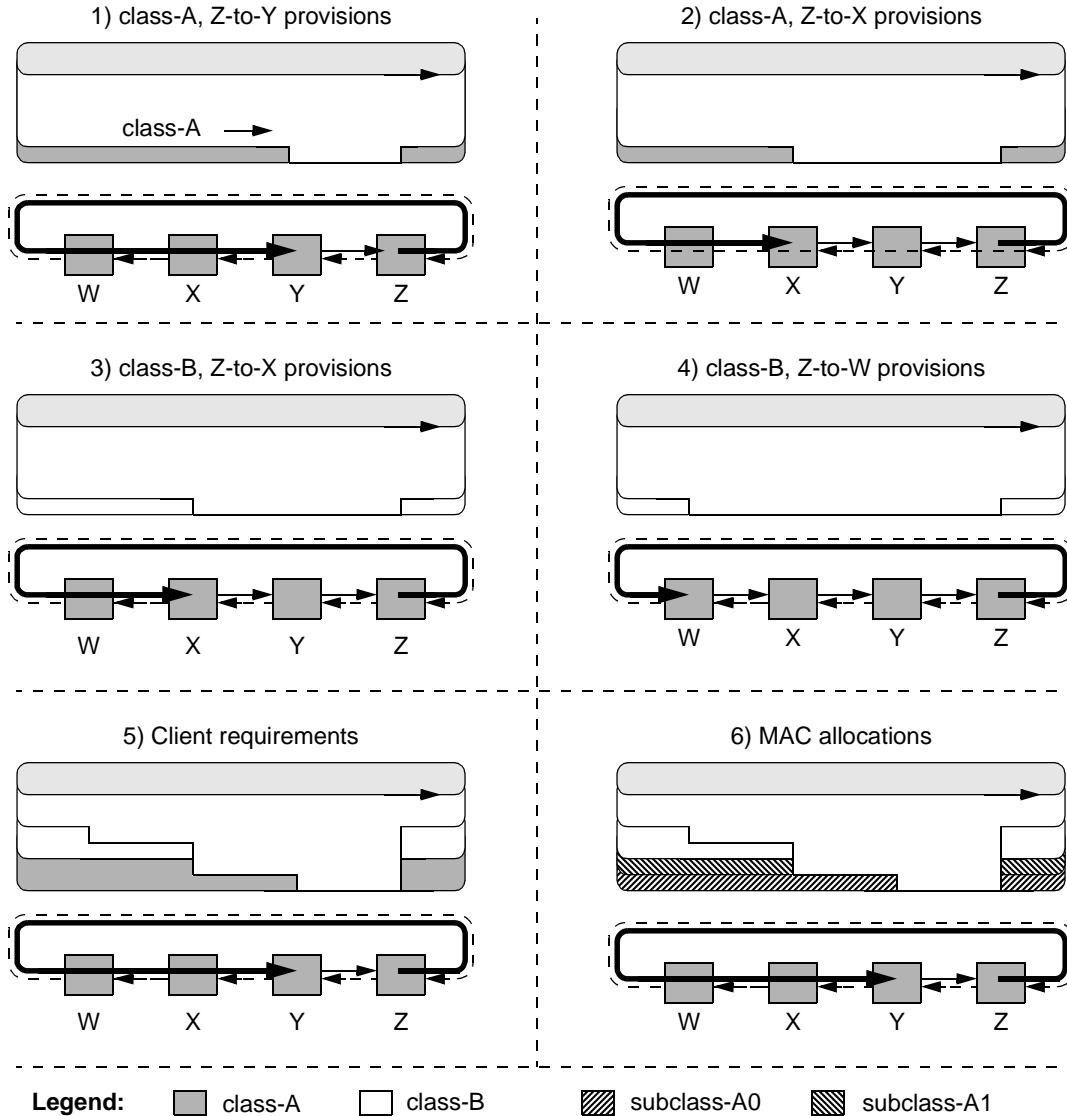 1) class-A, Z-to-Y provisions
2) class-A, Z-to-X provisions
class-A
W X Y Z
W X Y Z
3) class-B, Z-to-X provisions
4) class-B, Z-to-W provisions
W X Y Z
W X Y Z
5) Client requirements
6) MAC allocations
W X Y Z
W X Y Z
Legend: class-A class-B subclass-A0 subclass-A1